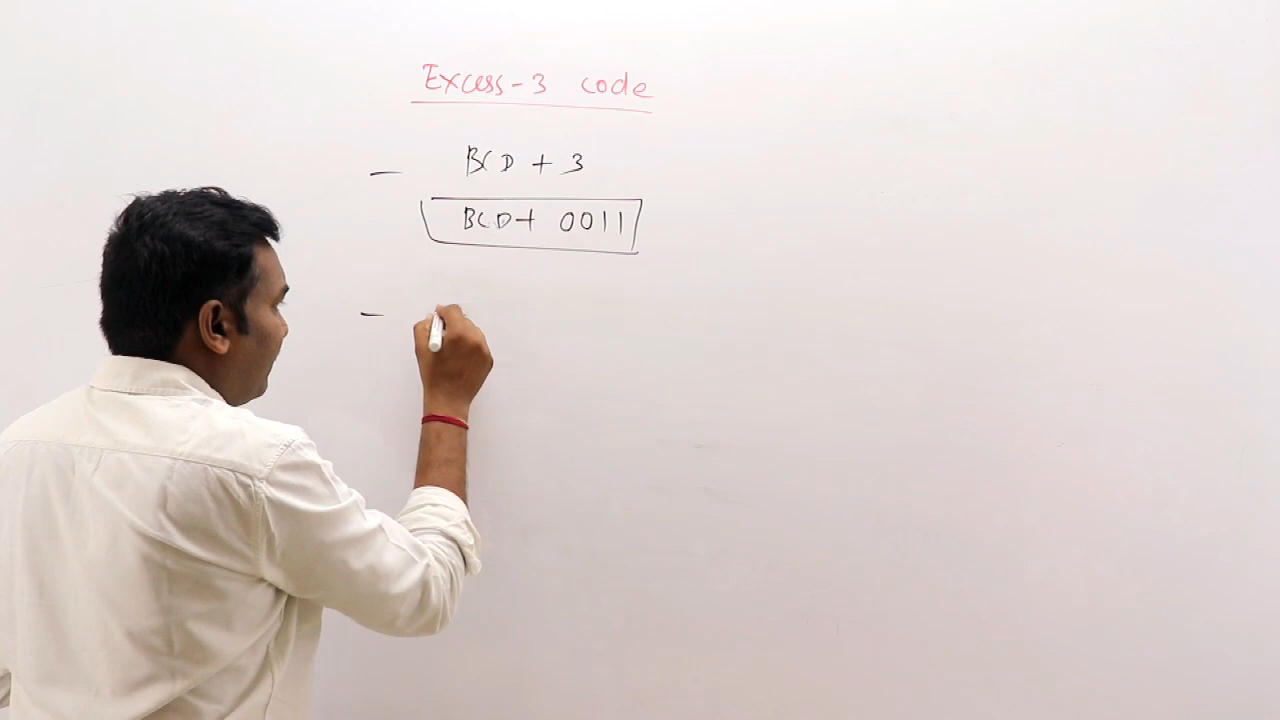 Excess-3 code
- BCD + 3
BCD+ 0011
-